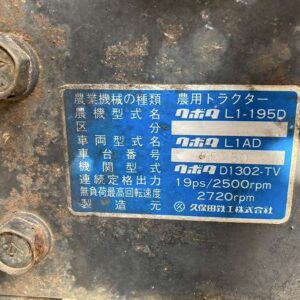 農業機械の種類 農用トラクター
農機型式名 クボタ L1-195D
区分
車両型式名 クボタ L1AD
車台番号
機関型式名 クボタ D1302-TV
連続定格出力 19ps/2500rpm
無負荷最高回転速度 2720rpm
製造元 久保田鉄工株式会社